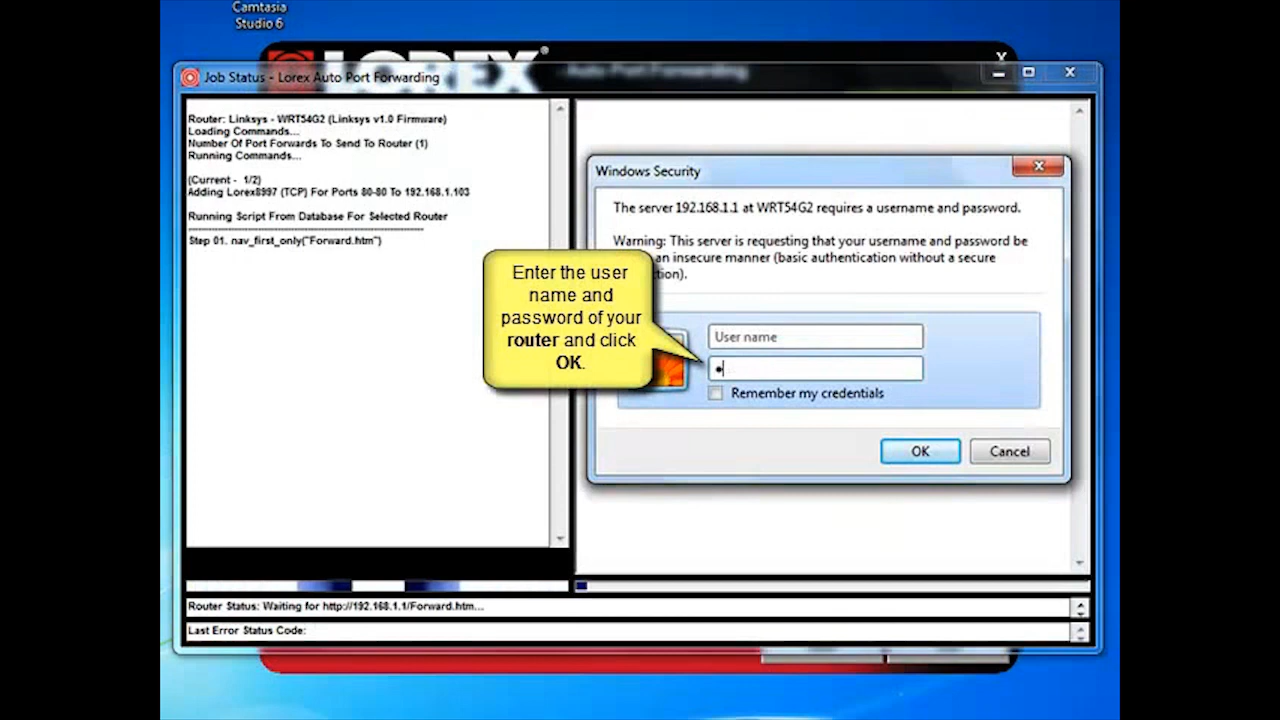 Camtasia
Studio 6
LOREX®
Auto Port Forwarding
X
Job Status - Lorex Auto Port Forwarding
Router: Linksys - WRT54G2 (Linksys v1.0 Firmware)
Loading Commands...
Number Of Port Forwards To Send To Router (1)
Running Commands...
(Current - 1/2)
Adding Lorex8997 (TCP) For Ports 80-80 To 192.168.1.103
Running Script From Database For Selected Router
Step 01. nav_first_only("Forward.htm")
Windows Security
The server 192.168.1.1 at WRT54G2 requires a username and password.
Warning: This server is requesting that your username and password be
an insecure manner (basic authentication without a secure
tion).
Enter the user
name and
password of your
router and click
OK.
User name
Remember my credentials
OK
Cancel
Router Status: Waiting for http://192.168.1.1/Forward.htm...
Last Error Status Code: